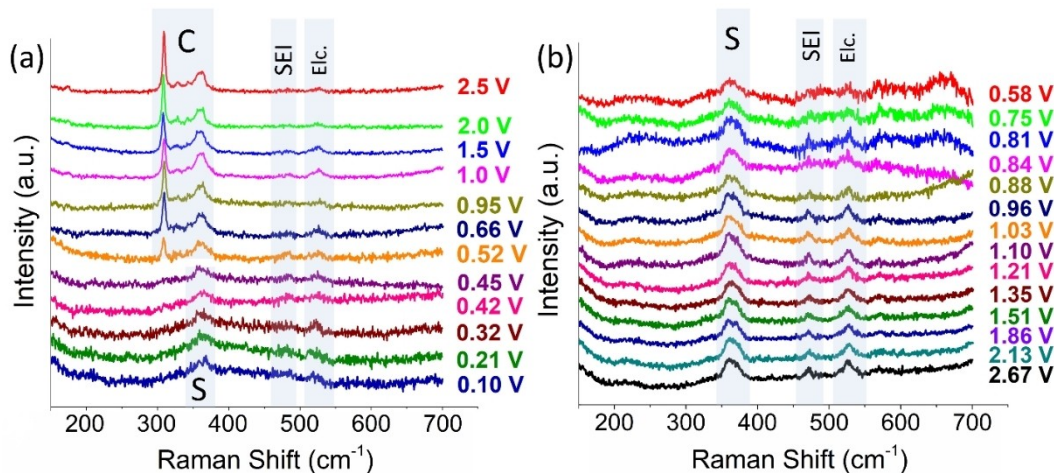 (a)
C
SEI
Elc.
2.5 V
2.0 V
1.5 V
1.0 V
0.95 V
0.66 V
0.52 V
0.45 V
0.42 V
0.32 V
0.21 V
0.10 V
S
Intensity (a.u.)
200 300 400 500 600 700
Raman Shift (cm⁻¹)
(b)
S
SEI
Elc.
0.58 V
0.75 V
0.81 V
0.84 V
0.88 V
0.96 V
1.03 V
1.10 V
1.21 V
1.35 V
1.51 V
1.86 V
2.13 V
2.67 V
Intensity (a.u.)
200 300 400 500 600 700
Raman Shift (cm⁻¹)